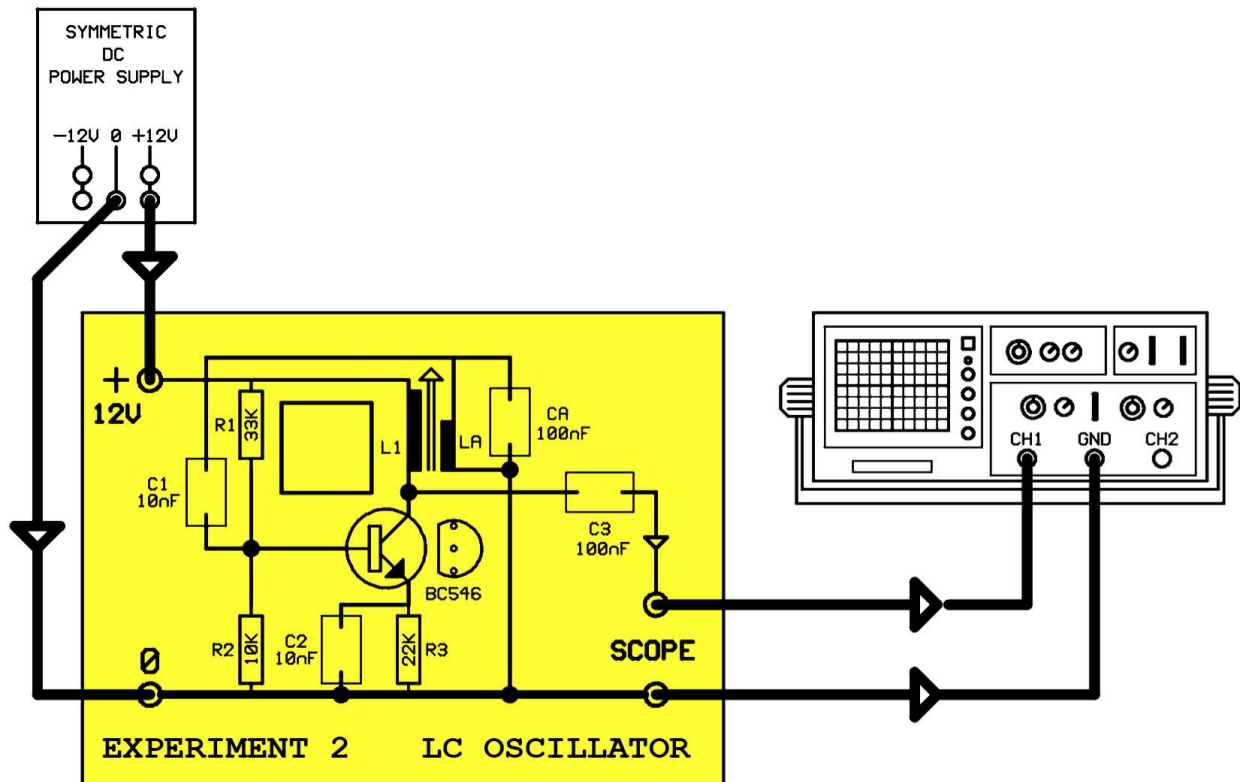 SYMMETRIC
DC
POWER SUPPLY
-12V 0 +12V
+
12V
R1
33K
L1
LA
CA
100nF
C1
10nF
C3
100nF
BC546
R2
10K
C2
10nF
22K
R3
0
SCOPE
EXPERIMENT 2 LC OSCILLATOR
CH1 GND CH2